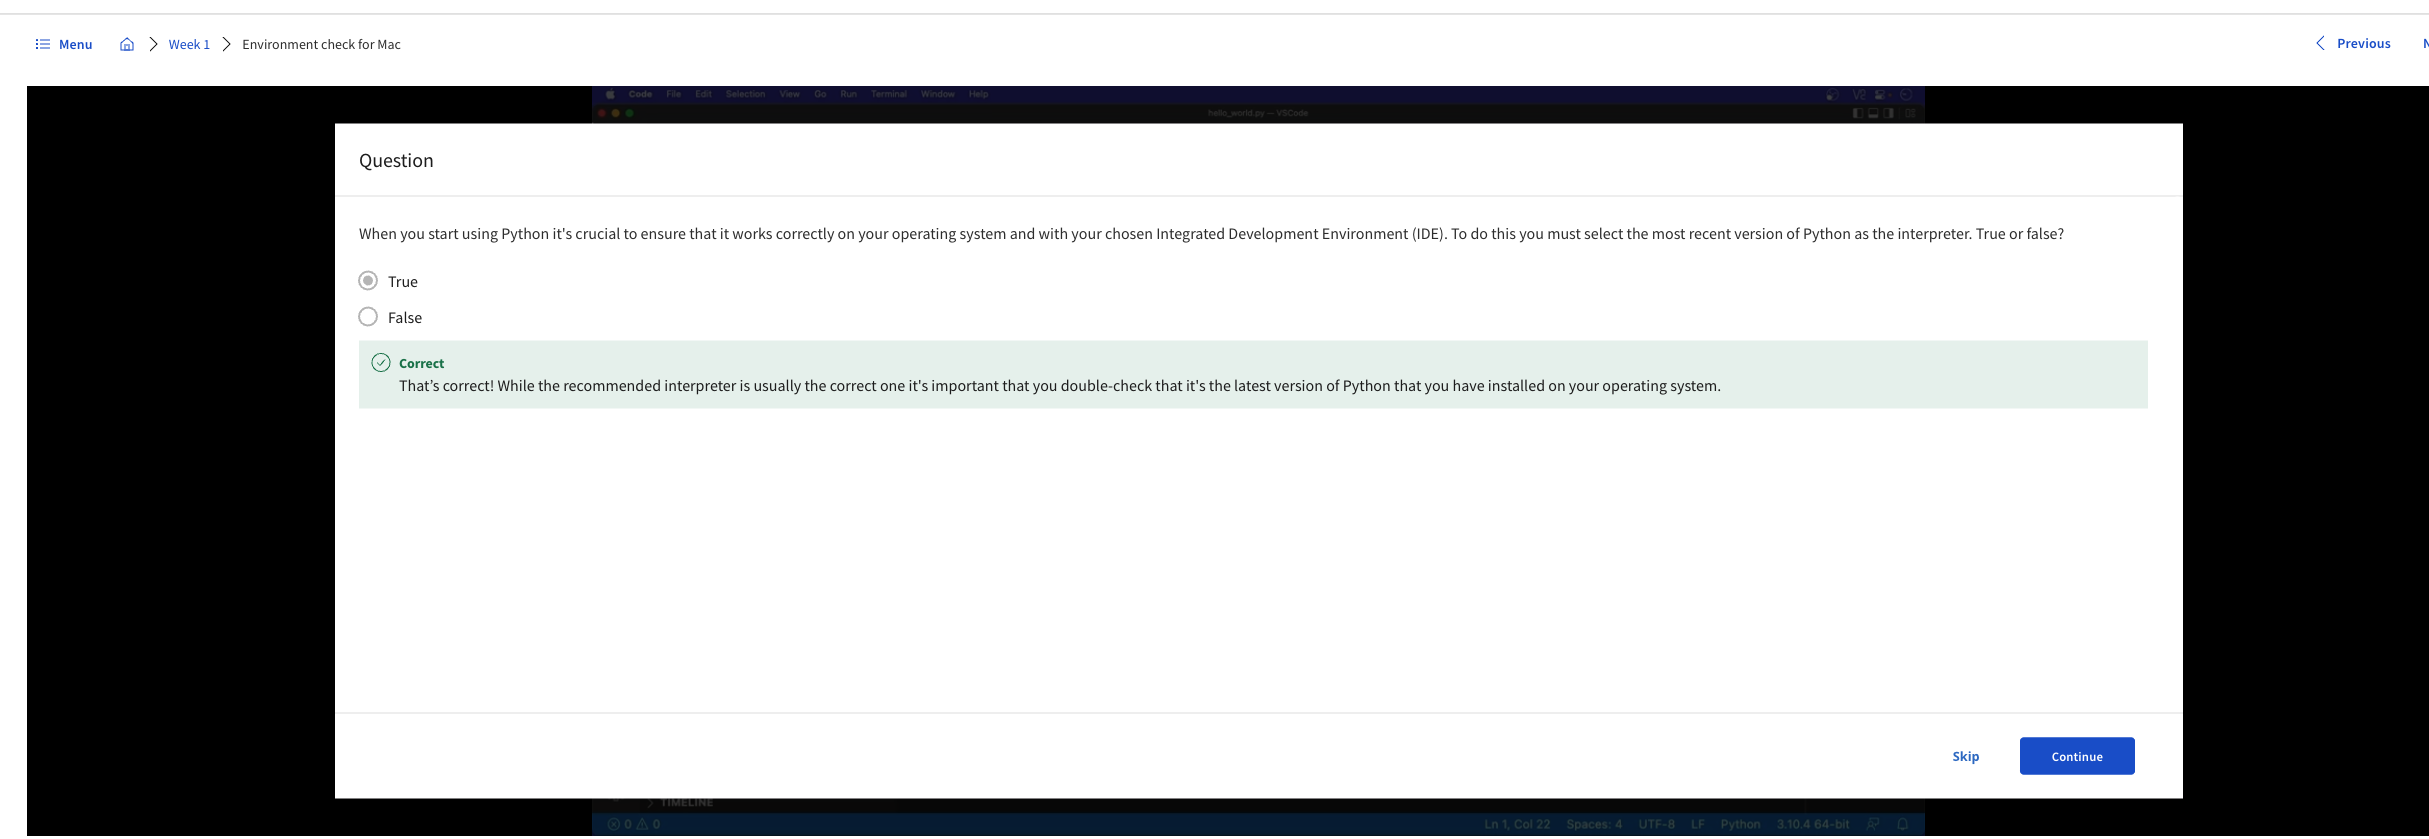 Menu Week 1 Environment check for Mac Previous N
Code File Edit Selection View Go Run Terminal Window Help
hello_world.py — VSCode
Question
When you start using Python it's crucial to ensure that it works correctly on your operating system and with your chosen Integrated Development Environment (IDE). To do this you must select the most recent version of Python as the interpreter. True or false?
True
False
Correct
That’s correct! While the recommended interpreter is usually the correct one it's important that you double-check that it's the latest version of Python that you have installed on your operating system.
Skip Continue
TIMELINE
0 0 Ln 1, Col 22 Spaces: 4 UTF-8 LF Python 3.10.4 64-bit